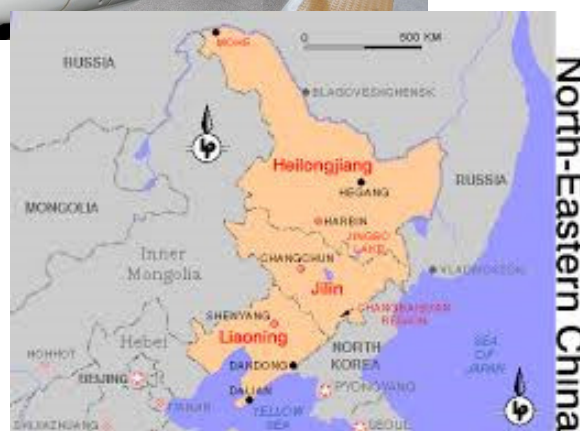 0 500 KM
RUSSIA
MOHE
BLAGOVESHCHENSK
Heilongjiang
HEGANG
RUSSIA
MONGOLIA
HARBIN
JINGBO
LAKE
Inner
Mongolia
CHANGCHUN
VLADIVOSTOK
Jilin
SHENYANG
CHANGBAISHAN
REGION
Liaoning
Hebei
HOHHOT
BEIJING
DANDONG
NORTH
KOREA
SEA
OF
JAPAN
PYONGYANG
TIANJIN
DALIAN
YELLOW
SEA
SHIJIAZHUANG
SEOUL
North-Eastern China
lp
lp